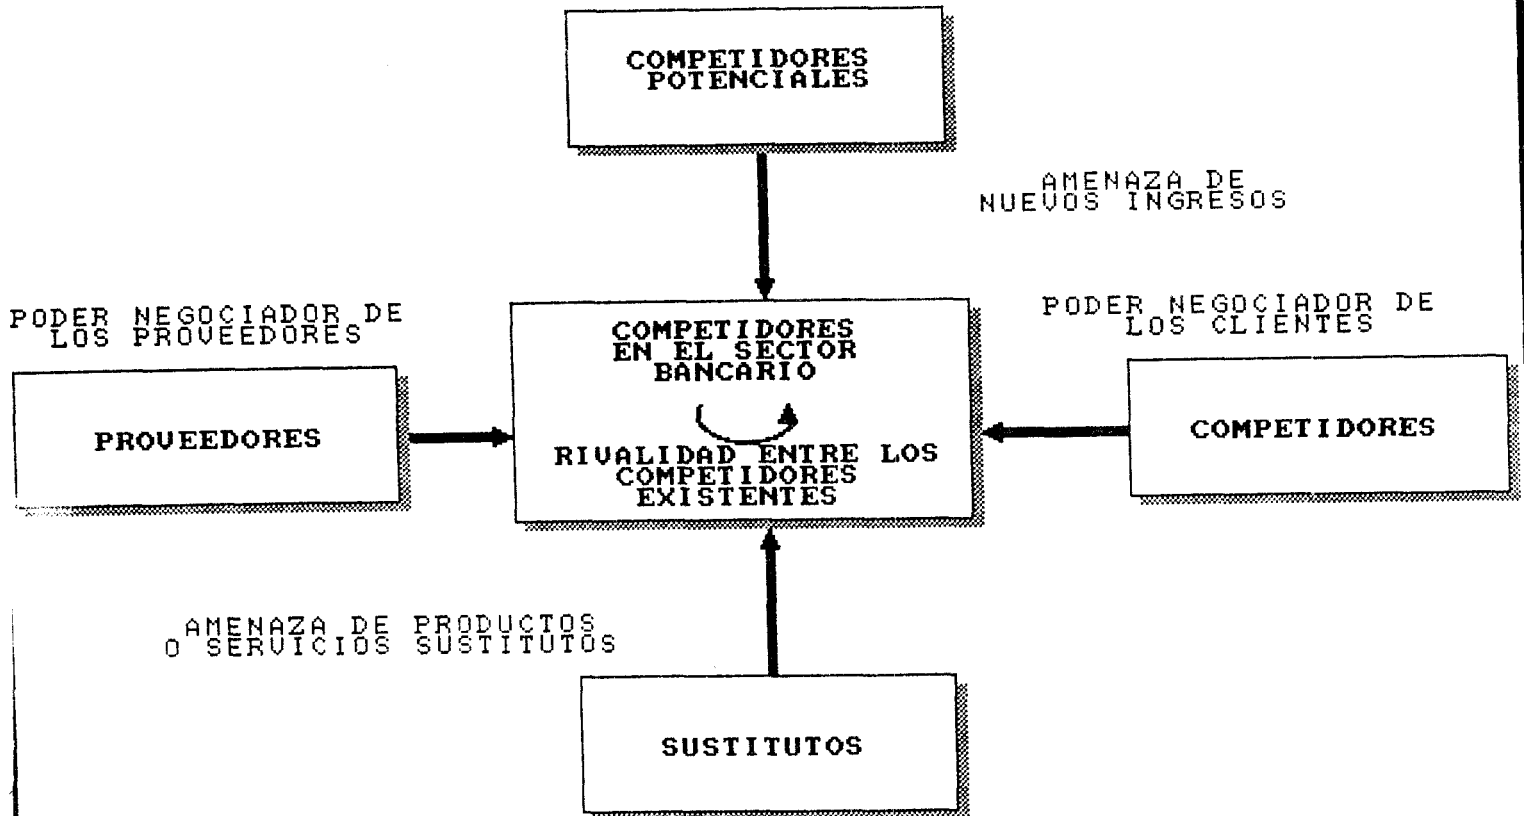 COMPETIDORES
POTENCIALES
AMENAZA DE
NUEVOS INGRESOS
PODER NEGOCIADOR DE
LOS PROVEEDORES
COMPETIDORES
EN EL SECTOR
BANCARIO
RIVALIDAD ENTRE LOS
COMPETIDORES
EXISTENTES
PODER NEGOCIADOR DE
LOS CLIENTES
PROVEEDORES
COMPETIDORES
AMENAZA DE PRODUCTOS
O SERVICIOS SUSTITUTOS
SUSTITUTOS